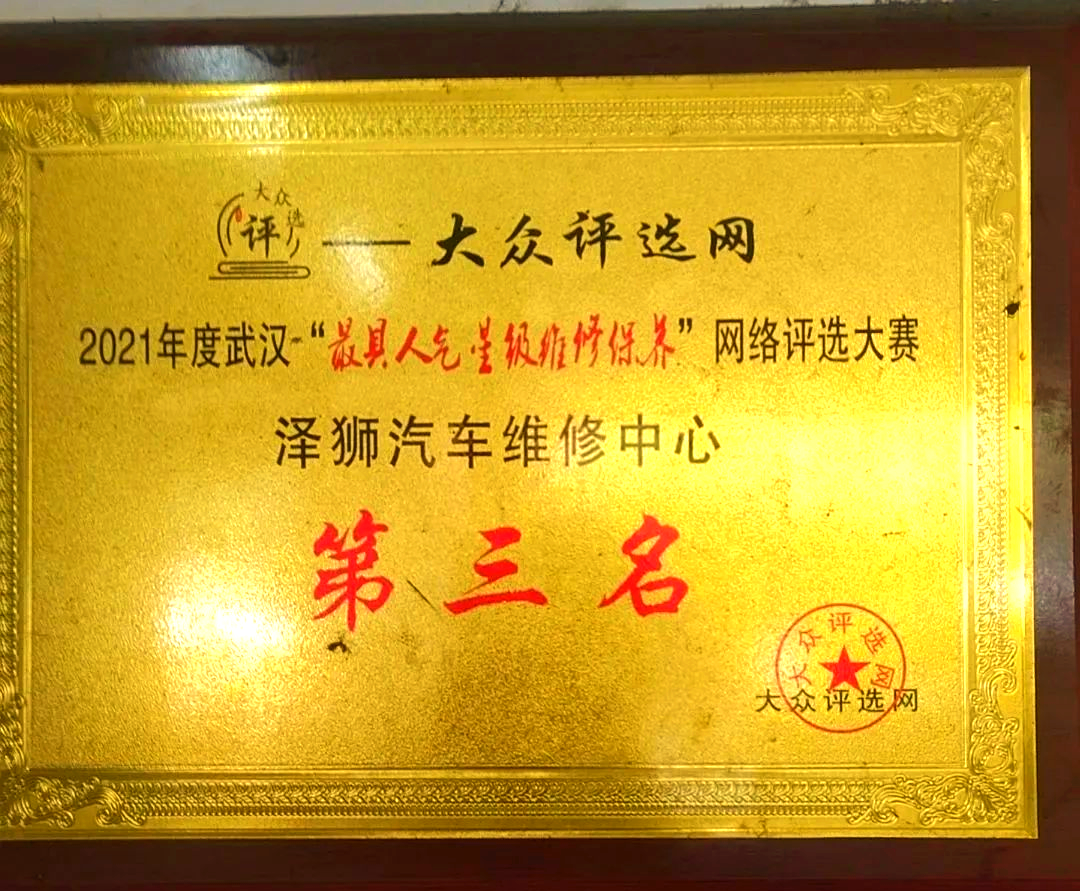 大众评选
评
——大众评选网
2021年度武汉“最具人气星级维修保养”网络评选大赛
泽狮汽车维修中心
第三名
大众评选网
大众评选网